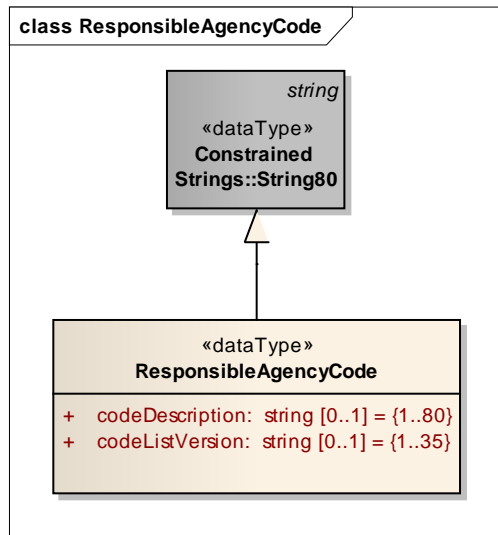 class ResponsibleAgencyCode
string
«dataType»
Constrained
Strings::String80
«dataType»
ResponsibleAgencyCode
+ codeDescription: string [0..1] = {1..80}
+ codeListVersion: string [0..1] = {1..35}